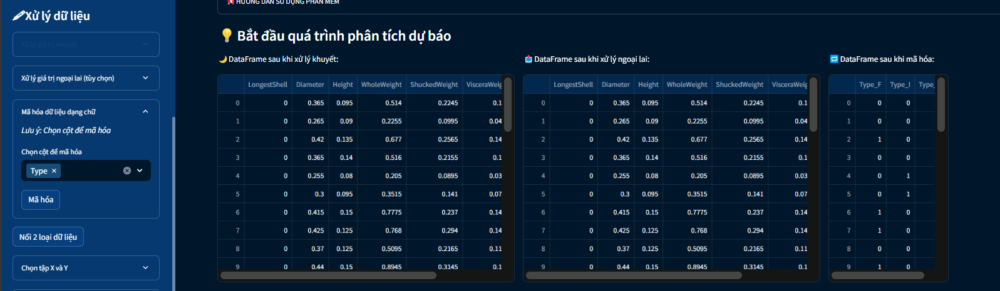 Xử lý dữ liệu
Xử lý giá trị khuyết
Xử lý giá trị ngoại lai (tùy chọn)
Mã hóa dữ liệu dạng chữ
Lưu ý: Chọn cột để mã hóa
Chọn cột để mã hóa
Type ×
Mã hóa
Nối 2 loại dữ liệu
Chọn tập X và Y
HƯỚNG DẪN SỬ DỤNG PHẦN MỀM
Bắt đầu quá trình phân tích dự báo
DataFrame sau khi xử lý khuyết:
LongestShell Diameter Height WholeWeight ShuckedWeight VisceraWeig
0 0 0.365 0.095 0.514 0.2245 0.1
1 0 0.265 0.09 0.2255 0.0995 0.04
2 0 0.42 0.135 0.677 0.2565 0.14
3 0 0.365 0.14 0.516 0.2155 0.1
4 0 0.255 0.08 0.205 0.0895 0.03
5 0 0.3 0.095 0.3515 0.141 0.07
6 0 0.415 0.15 0.7775 0.237 0.14
7 0 0.425 0.125 0.768 0.294 0.14
8 0 0.37 0.125 0.5095 0.2165 0.11
9 0 0.44 0.15 0.8945 0.3145 0.1
DataFrame sau khi xử lý ngoại lai:
LongestShell Diameter Height WholeWeight ShuckedWeight VisceraWeig
0 0 0.365 0.095 0.514 0.2245 0.1
1 0 0.265 0.09 0.2255 0.0995 0.04
2 0 0.42 0.135 0.677 0.2565 0.14
3 0 0.365 0.14 0.516 0.2155 0.1
4 0 0.255 0.08 0.205 0.0895 0.03
5 0 0.3 0.095 0.3515 0.141 0.07
6 0 0.415 0.15 0.7775 0.237 0.14
7 0 0.425 0.125 0.768 0.294 0.14
8 0 0.37 0.125 0.5095 0.2165 0.11
9 0 0.44 0.15 0.8945 0.3145 0.1
DataFrame sau khi mã hóa:
Type_F Type_I Type_
0 0 0
1 0 0
2 1 0
3 0 0
4 0 1
5 0 1
6 1 0
7 1 0
8 0 0
9 1 0